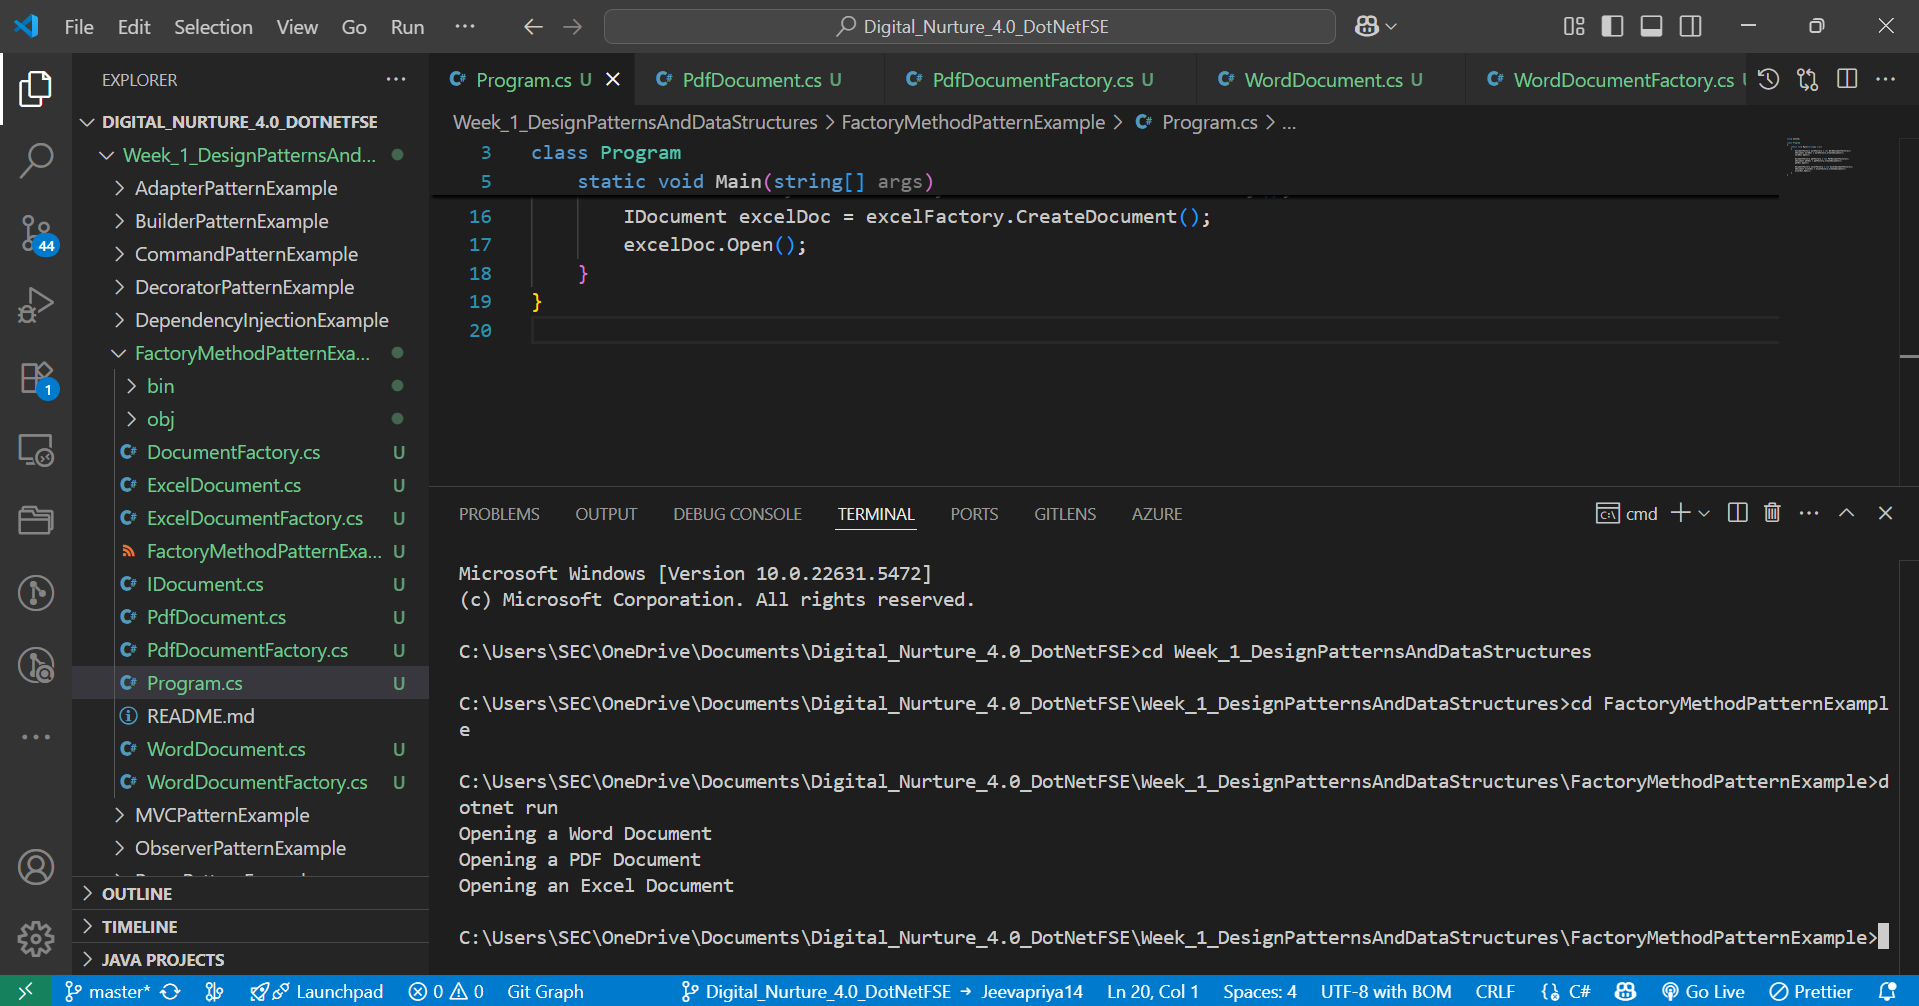 File Edit Selection View Go Run ···
Digital_Nurture_4.0_DotNetFSE
EXPLORER
DIGITAL_NURTURE_4.0_DOTNETFSE
Week_1_DesignPatternsAnd...
AdapterPatternExample
BuilderPatternExample
CommandPatternExample
DecoratorPatternExample
DependencyInjectionExample
FactoryMethodPatternExa...
bin
obj
DocumentFactory.cs U
ExcelDocument.cs U
ExcelDocumentFactory.cs U
FactoryMethodPatternExa... U
IDocument.cs U
PdfDocument.cs U
PdfDocumentFactory.cs U
Program.cs U
README.md
WordDocument.cs U
WordDocumentFactory.cs U
MVCPatternExample
ObserverPatternExample
OUTLINE
TIMELINE
JAVA PROJECTS
44
1
Program.cs U PdfDocument.cs U PdfDocumentFactory.cs U WordDocument.cs U WordDocumentFactory.cs
Week_1_DesignPatternsAndDataStructures > FactoryMethodPatternExample > Program.cs > ...
3 class Program
5 static void Main(string[] args)
16 IDocument excelDoc = excelFactory.CreateDocument();
17 excelDoc.Open();
18 }
19 }
20
PROBLEMS OUTPUT DEBUG CONSOLE TERMINAL PORTS GITLENS AZURE cmd
Microsoft Windows [Version 10.0.22631.5472]
(c) Microsoft Corporation. All rights reserved.
C:\Users\SEC\OneDrive\Documents\Digital_Nurture_4.0_DotNetFSE>cd Week_1_DesignPatternsAndDataStructures
C:\Users\SEC\OneDrive\Documents\Digital_Nurture_4.0_DotNetFSE\Week_1_DesignPatternsAndDataStructures>cd FactoryMethodPatternExampl
e
C:\Users\SEC\OneDrive\Documents\Digital_Nurture_4.0_DotNetFSE\Week_1_DesignPatternsAndDataStructures\FactoryMethodPatternExample>d
otnet run
Opening a Word Document
Opening a PDF Document
Opening an Excel Document
C:\Users\SEC\OneDrive\Documents\Digital_Nurture_4.0_DotNetFSE\Week_1_DesignPatternsAndDataStructures\FactoryMethodPatternExample>
master* Launchpad 0 0 Git Graph Digital_Nurture_4.0_DotNetFSE → Jeevapriya14 Ln 20, Col 1 Spaces: 4 UTF-8 with BOM CRLF {} C# Go Live Prettier